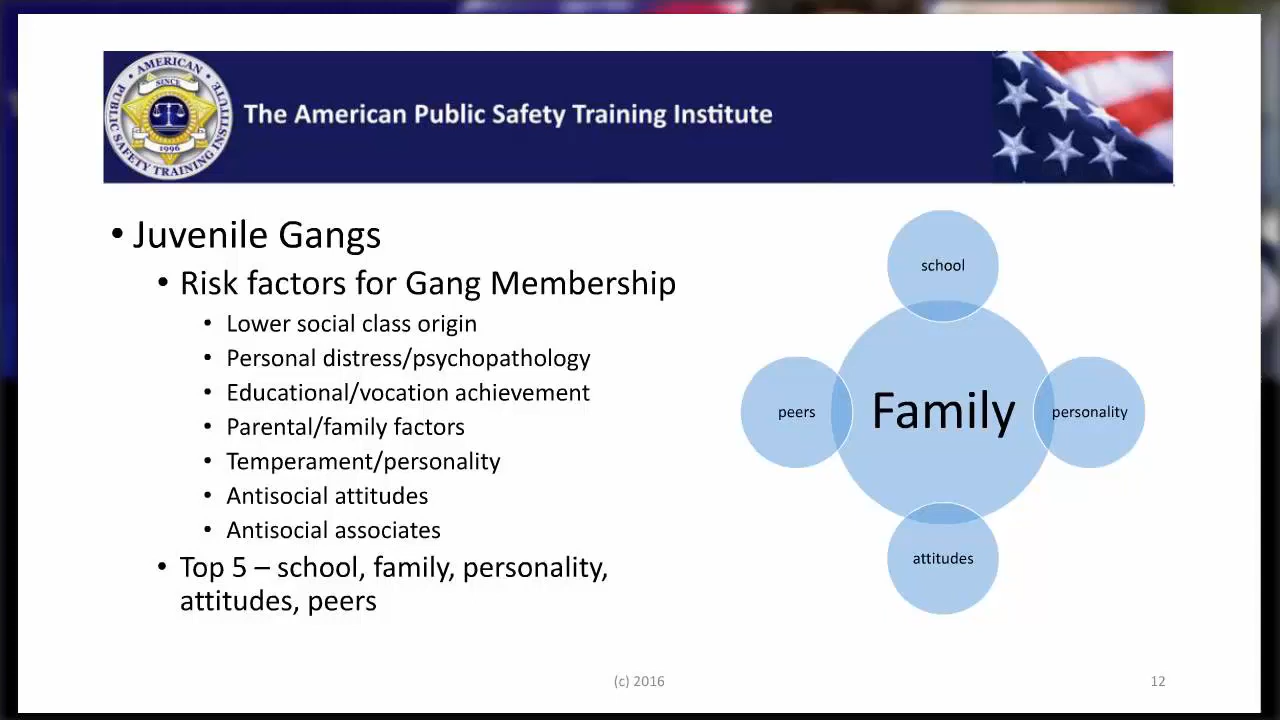 AMERICAN
PUBLIC SAFETY TRAINING INSTITUTE
SINCE
1996
The American Public Safety Training Institute
• Juvenile Gangs
• Risk factors for Gang Membership
• Lower social class origin
• Personal distress/psychopathology
• Educational/vocation achievement
• Parental/family factors
• Temperament/personality
• Antisocial attitudes
• Antisocial associates
• Top 5 – school, family, personality,
attitudes, peers
school
peers
Family
personality
attitudes
(c) 2016
12